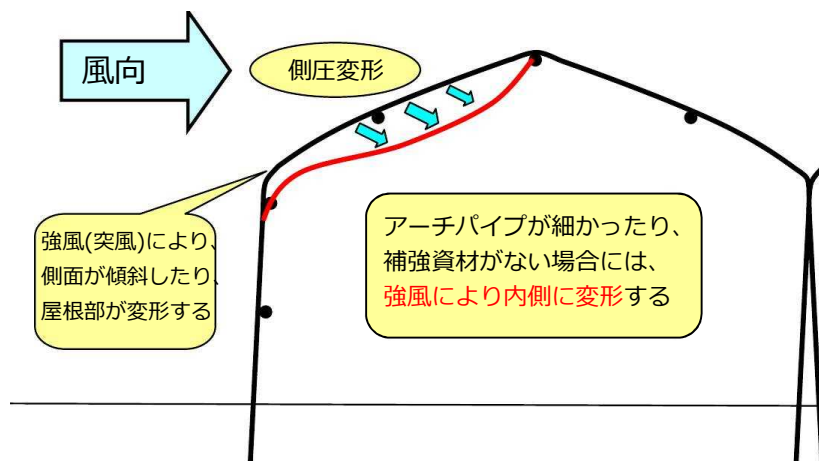 風向
側圧変形
強風(突風)により、
側面が傾斜したり、
屋根部が変形する
アーチパイプが細かったり、
補強資材がない場合には、
強風により内側に変形する